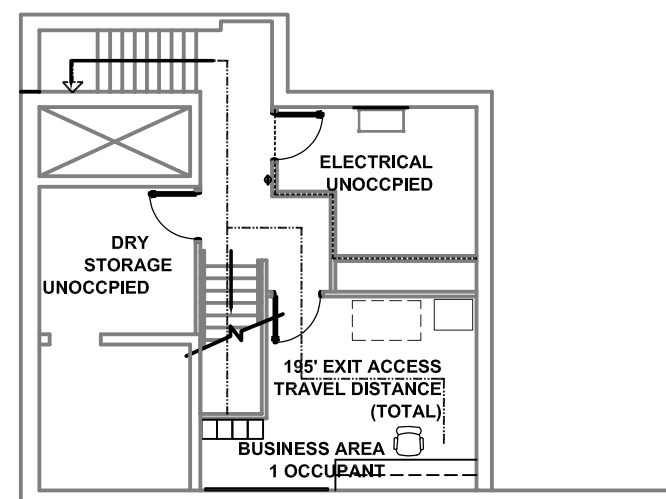 ELECTRICAL
UNOCCPIED
DRY
STORAGE
UNOCCPIED
195' EXIT ACCESS
TRAVEL DISTANCE
(TOTAL)
BUSINESS AREA
1 OCCUPANT